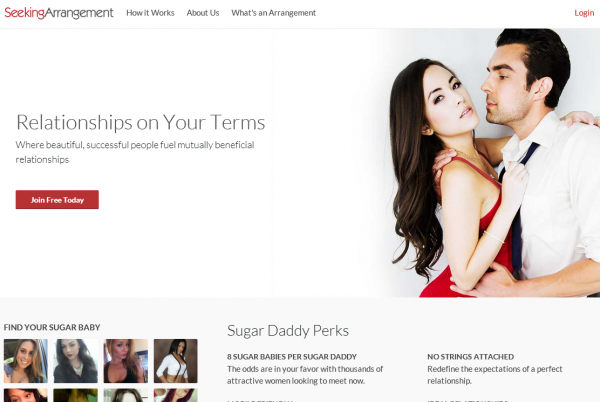 SeekingArrangement
How it Works
About Us
What's an Arrangement
Login
Relationships on Your Terms
Where beautiful, successful people fuel mutually beneficial
relationships
Join Free Today
FIND YOUR SUGAR BABY
Sugar Daddy Perks
8 SUGAR BABIES PER SUGAR DADDY
The odds are in your favor with thousands of
attractive women looking to meet now.
NO STRINGS ATTACHED
Redefine the expectations of a perfect
relationship.